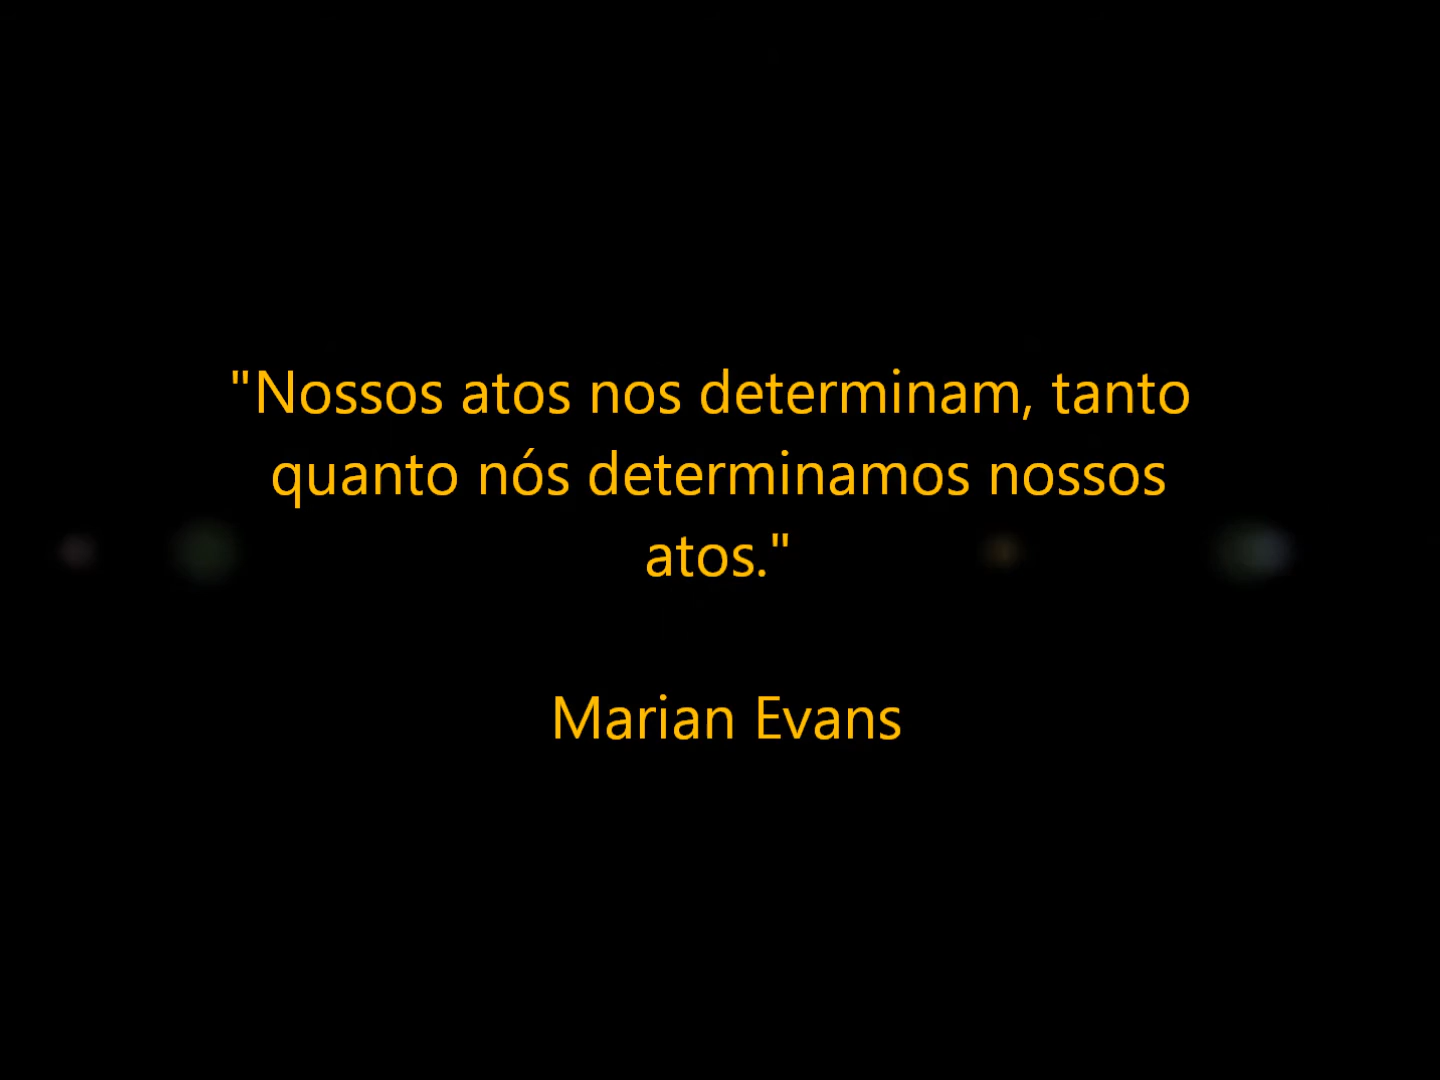 "Nossos atos nos determinam, tanto
quanto nós determinamos nossos
atos."
Marian Evans